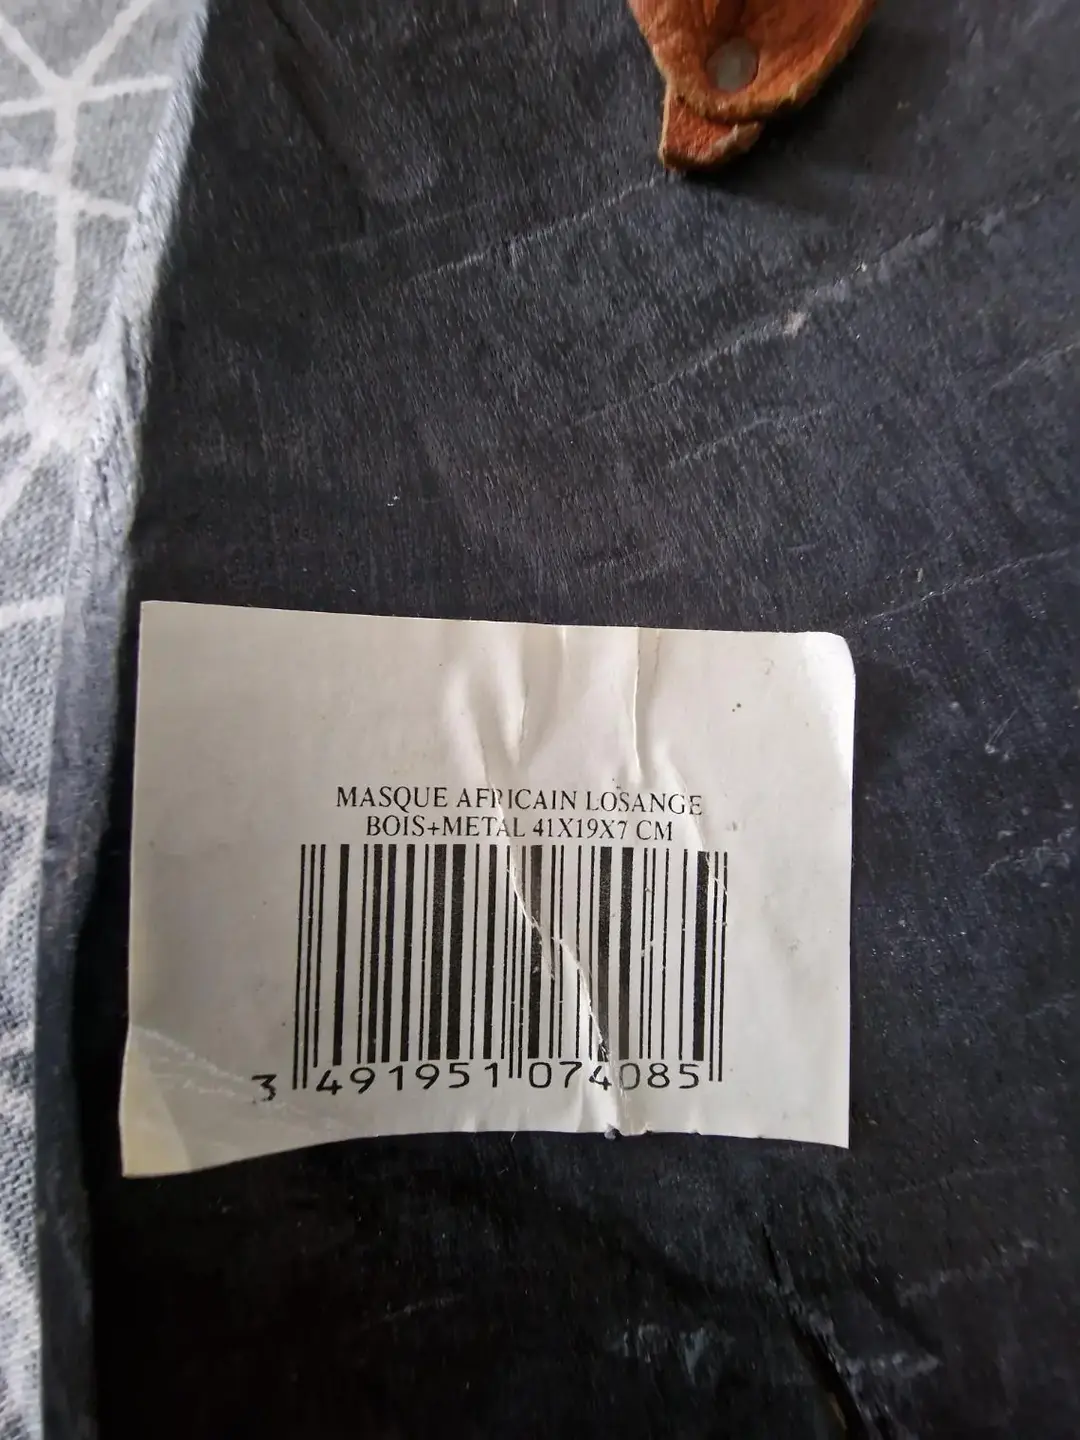 MASQUE AFRICAIN LOSANGE
BOIS+METAL 41X19X7 CM
3 491951 074085